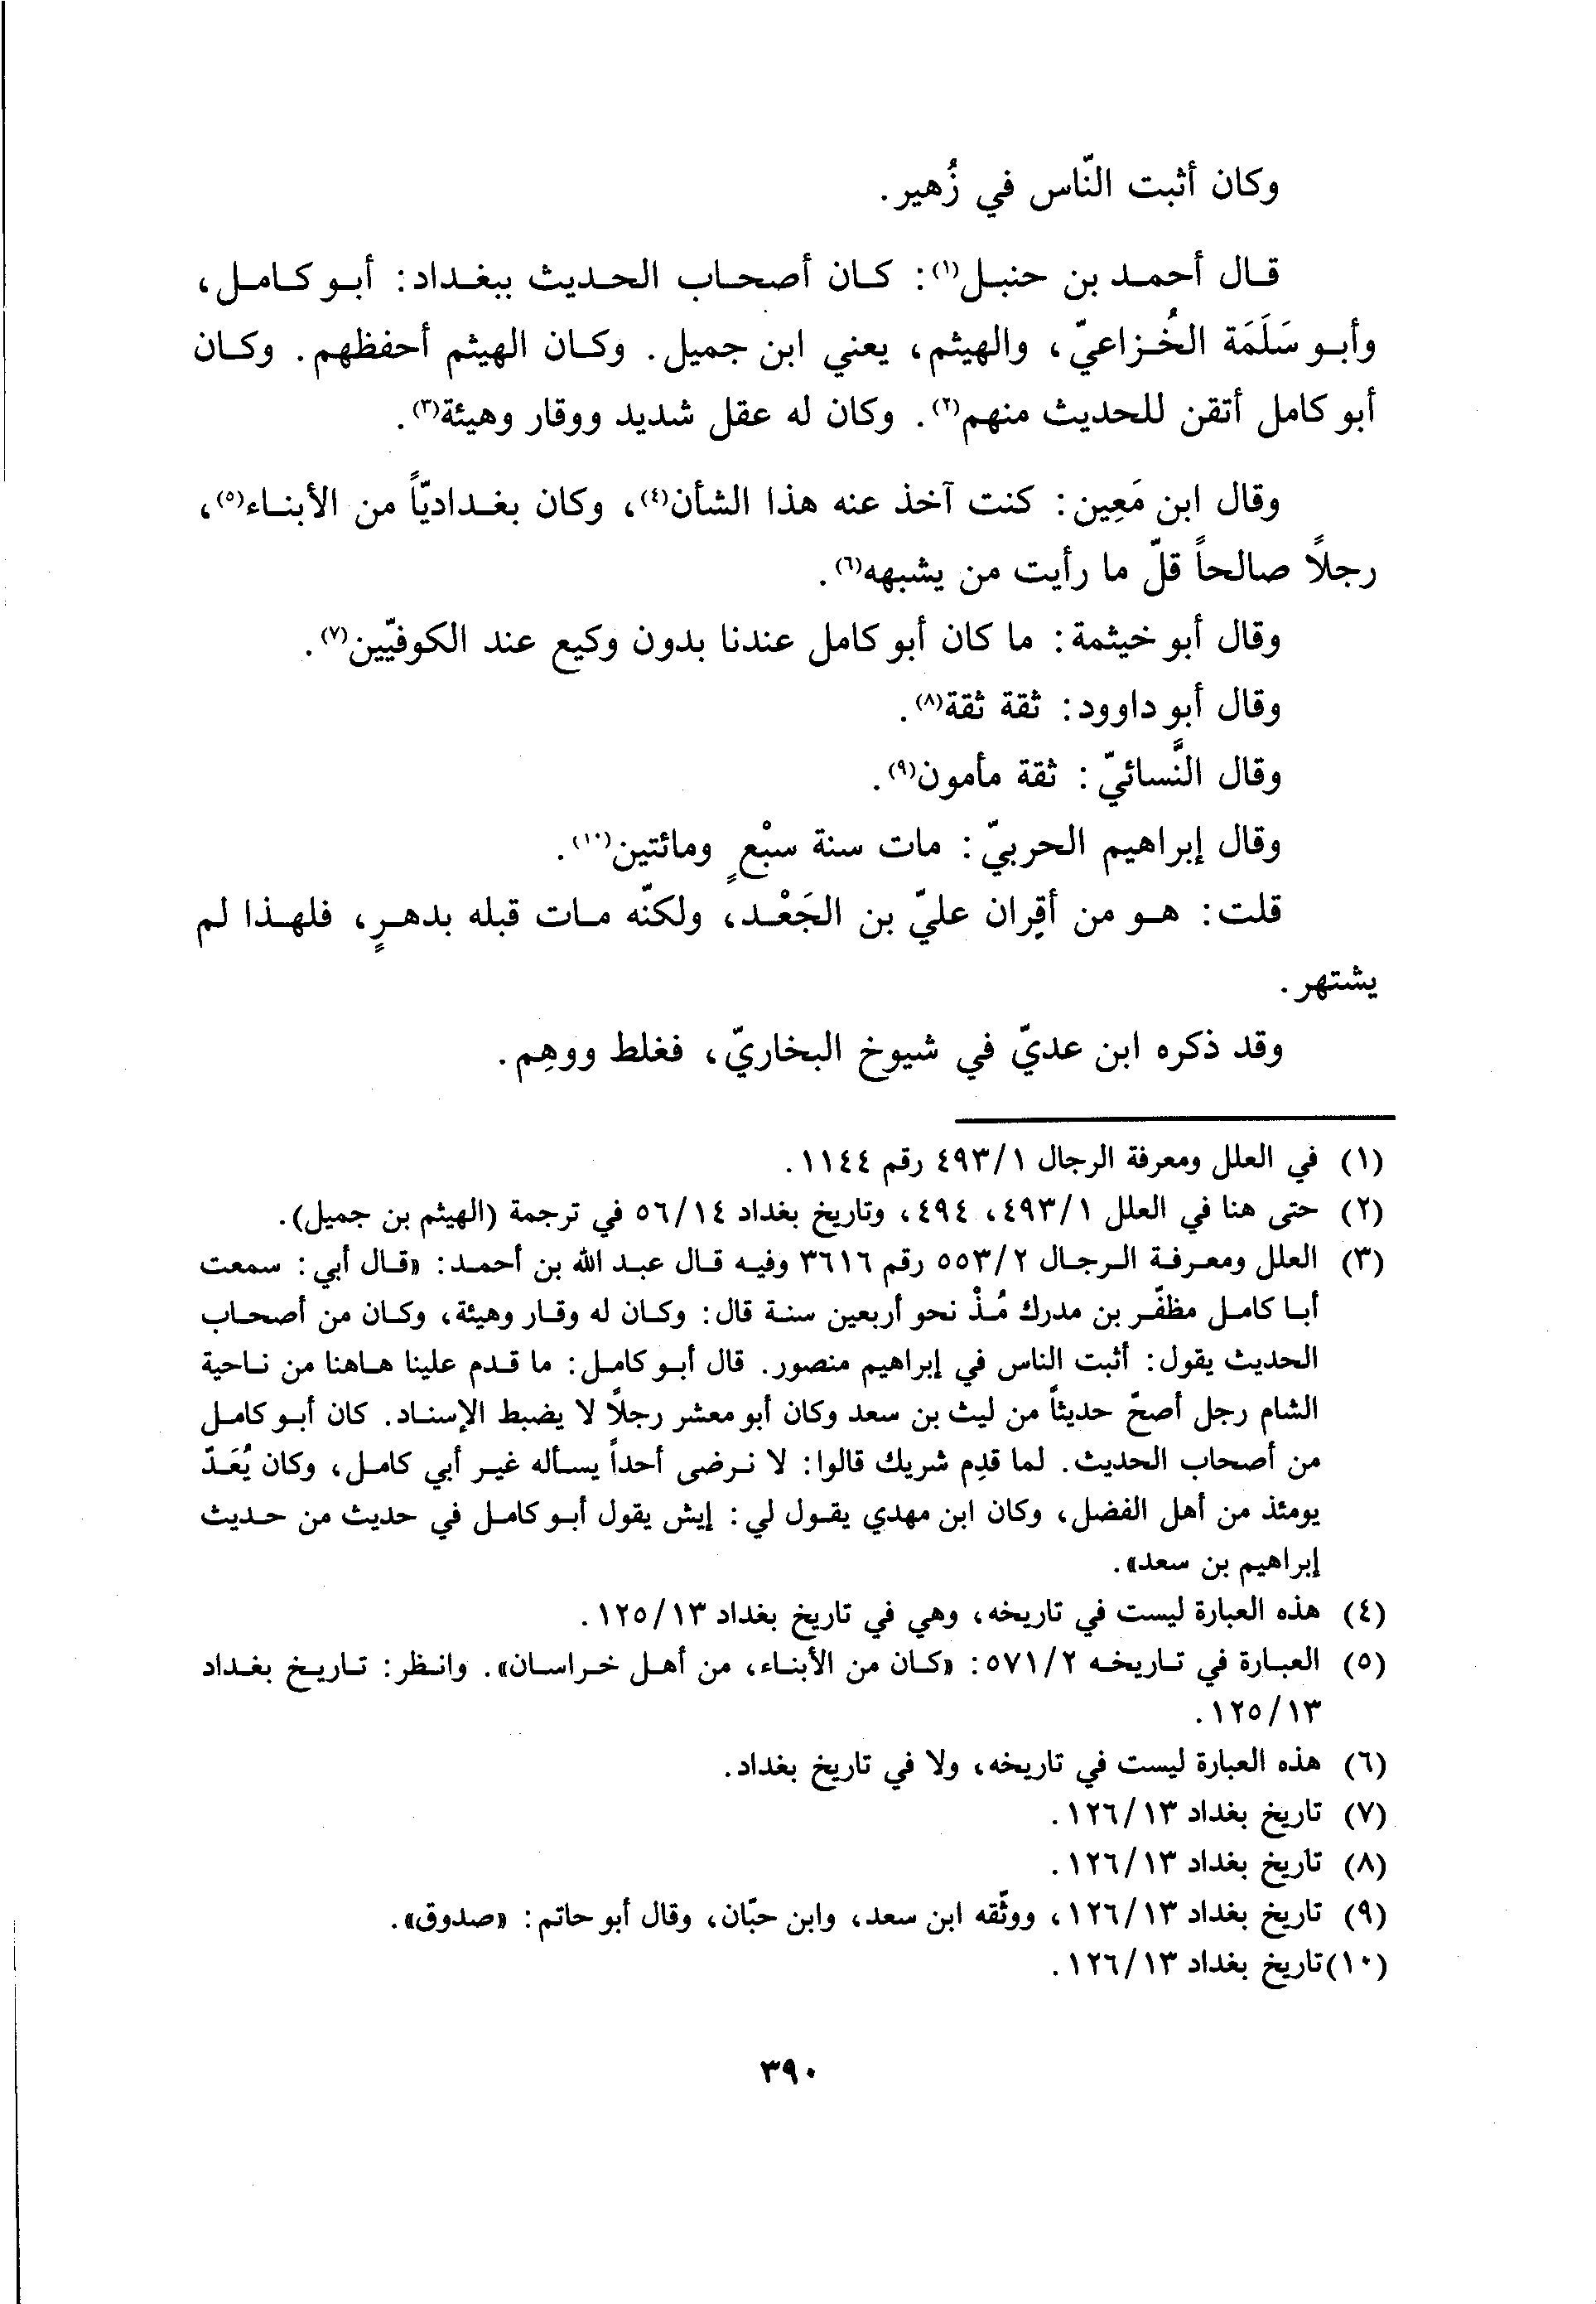 وكان أثبت النّاس في زُهير.
قال أحمد بن حنبل(١): كان أصحاب الحديث ببغداد: أبو كامل،
وأبو سَلَمَة الخُزاعيّ، والهيثم، يعني ابن جميل. وكان الهيثم أحفظهم. وكان
أبو كامل أتقن للحديث منهم(٢). وكان له عقل شديد ووقار وهيئة(٣).
وقال ابن مَعِين: كنت آخذ عنه هذا الشأن(٤)، وكان بغداديّاً من الأبناء(٥)،
رجلاً صالحاً قلّ ما رأيت من يشبهه(٦).
وقال أبو خيثمة: ما كان أبو كامل عندنا بدون وكيع عند الكوفيّين(٧).
وقال أبو داوود: ثقة ثقة(٨).
وقال النَّسائيّ: ثقة مأمون(٩).
وقال إبراهيم الحربيّ: مات سنة سبْعٍ ومائتين(١٠).
قلت: هو من أقِران عليّ بن الجَعْد، ولكنّه مات قبله بدهرٍ، فلهذا لم
يشتهر.
وقد ذكره ابن عديّ في شيوخ البخاريّ، فغلط ووهِم.
(١) في العلل ومعرفة الرجال ٤٩٣/١ رقم ١١٤٤.
(٢) حتى هنا في العلل ٤٩٣/١، ٤٩٤، وتاريخ بغداد ٥٦/١٤ في ترجمة (الهيثم بن جميل).
(٣) العلل ومعرفة الرجال ٥٥٣/٢ رقم ٣٦١٦ وفيه قال عبد الله بن أحمد: «قال أبي: سمعت
أبا كامل مظفّر بن مدرك مُذْ نحو أربعين سنة قال: وكان له وقار وهيئة، وكان من أصحاب
الحديث يقول: أثبت الناس في إبراهيم منصور. قال أبو كامل: ما قدم علينا هاهنا من ناحية
الشام رجل أصحّ حديثاً من ليث بن سعد وكان أبو معشر رجلاً لا يضبط الإسناد. كان أبو كامل
من أصحاب الحديث. لما قدِم شريك قالوا: لا نرضى أحداً يسأله غير أبي كامل، وكان يُعَدّ
يومئذ من أهل الفضل، وكان ابن مهدي يقول لي: إيش يقول أبو كامل في حديث من حديث
إبراهيم بن سعد».
(٤) هذه العبارة ليست في تاريخه، وهي في تاريخ بغداد ١٢٥/١٣.
(٥) العبارة في تاريخه ٥٧١/٢: «كان من الأبناء، من أهل خراسان». وانظر: تاريخ بغداد
١٢٥/١٣.
(٦) هذه العبارة ليست في تاريخه، ولا في تاريخ بغداد.
(٧) تاريخ بغداد ١٢٦/١٣.
(٨) تاريخ بغداد ١٢٦/١٣.
(٩) تاريخ بغداد ١٢٦/١٣، ووثّقه ابن سعد، وابن حبّان، وقال أبو حاتم: «صدوق».
(١٠) تاريخ بغداد ١٢٦/١٣.
٣٩٠